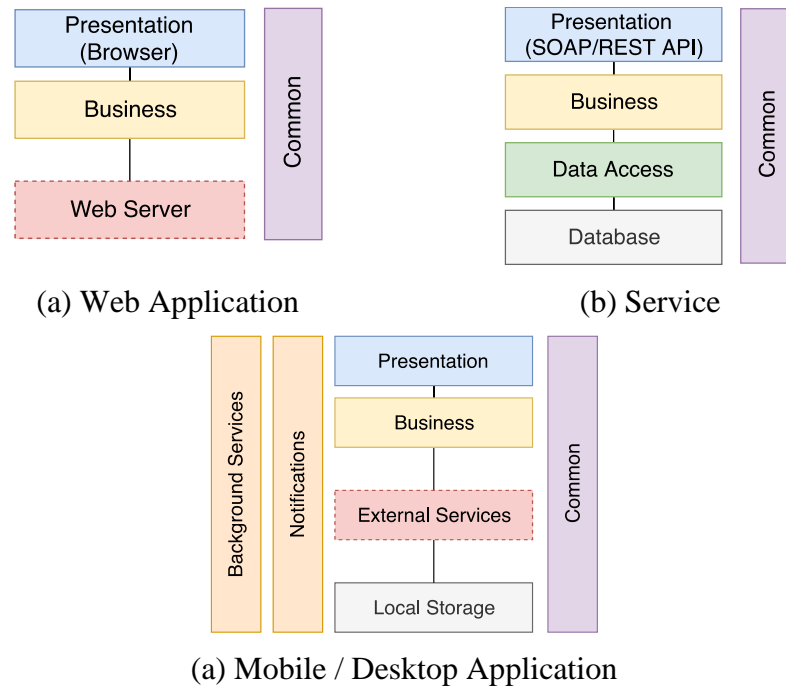 Presentation
(Browser)
Business
Web Server
Common
(a) Web Application
Presentation
(SOAP/REST API)
Business
Data Access
Database
Common
(b) Service
Background Services
Notifications
Presentation
Business
External Services
Local Storage
Common
(a) Mobile / Desktop Application